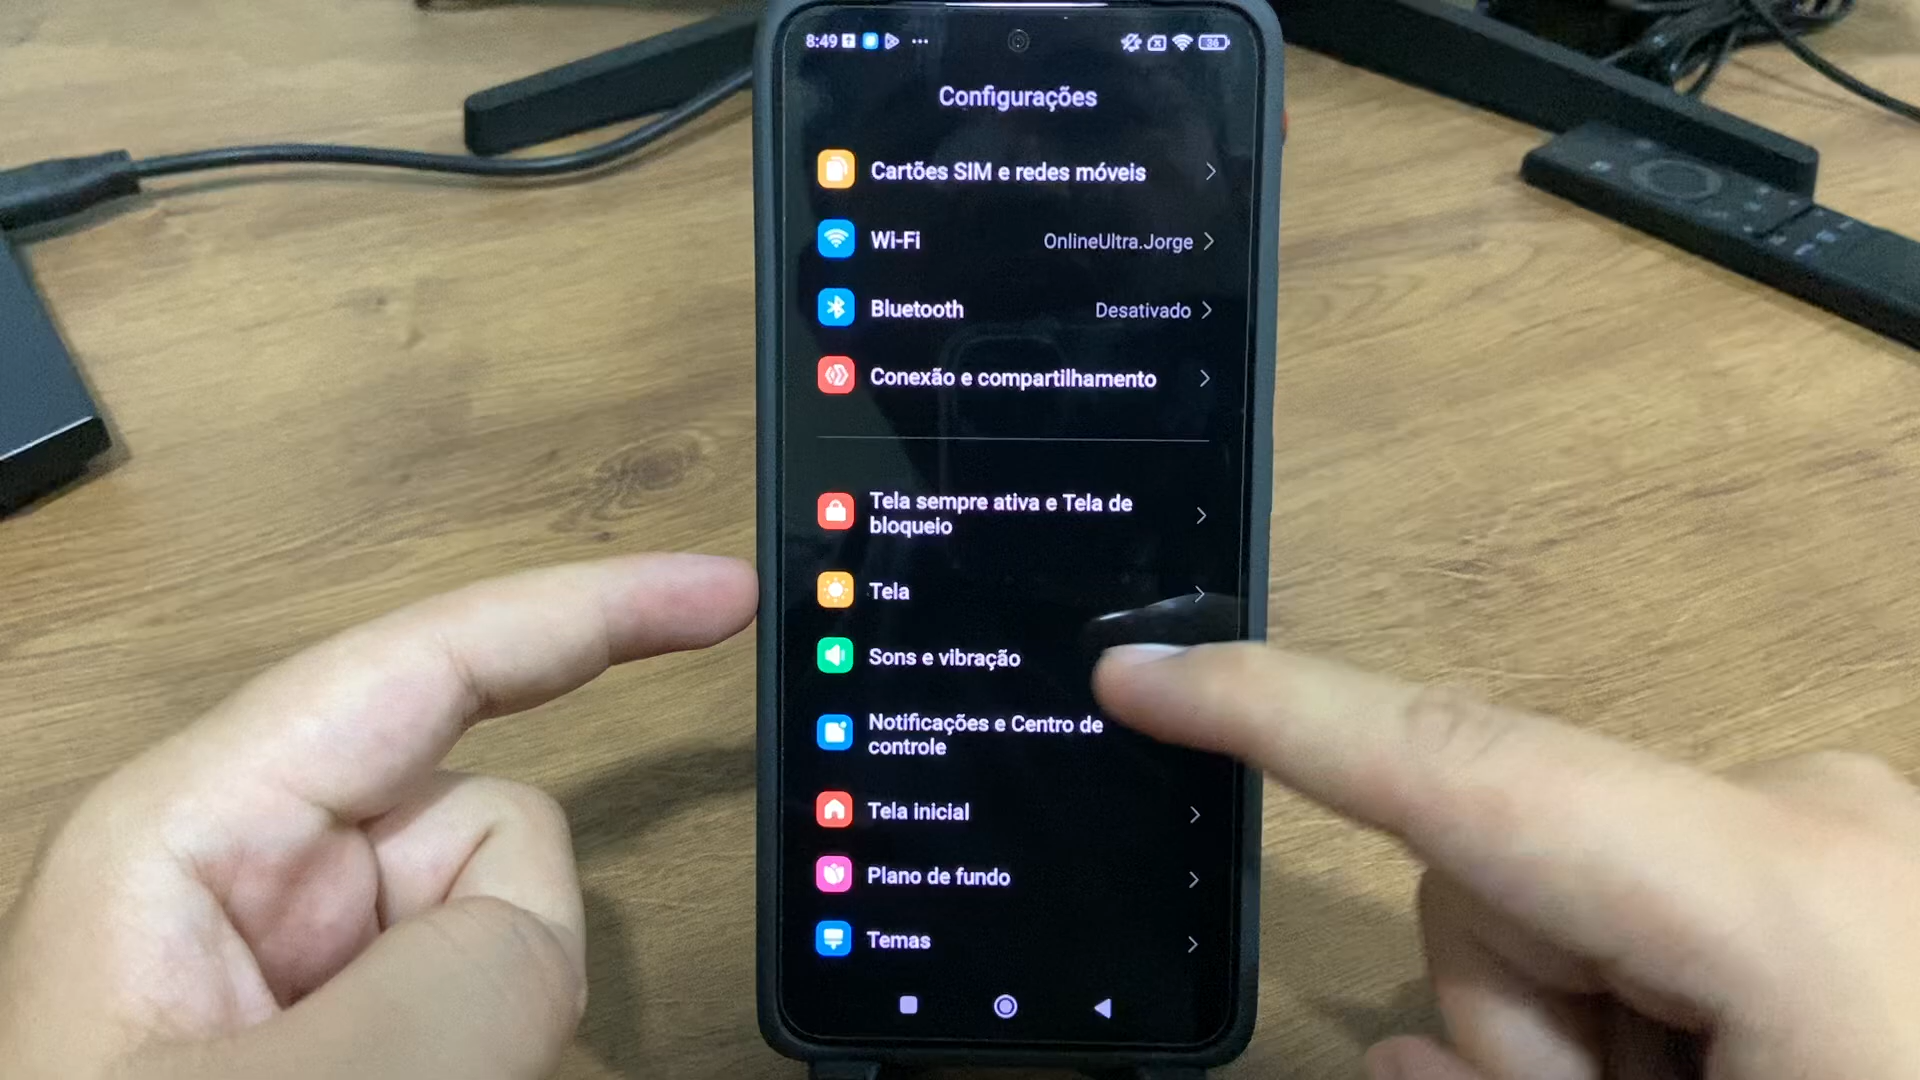 8:49
36
Configurações
Cartões SIM e redes móveis
Wi-Fi OnlineUltra.Jorge
Bluetooth Desativado
Conexão e compartilhamento
Tela sempre ativa e Tela de
bloqueio
Tela
Sons e vibração
Notificações e Centro de
controle
Tela inicial
Plano de fundo
Temas